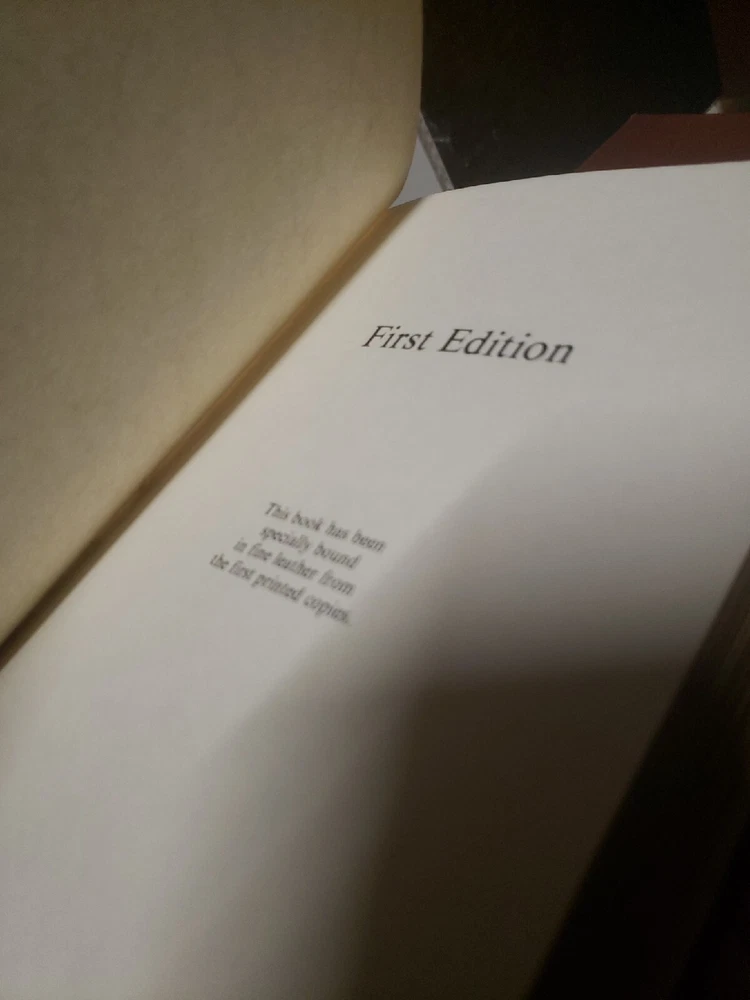 First Edition
This book has been
specially bound
in fine leather from
the first printed copies.